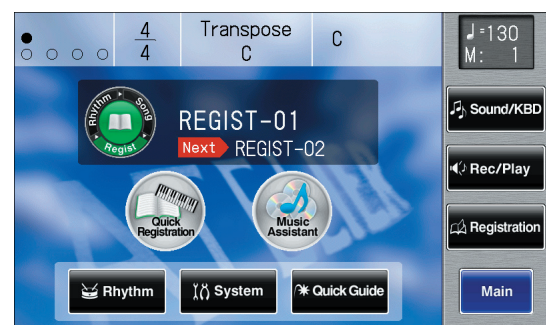 4
4
Transpose
C
C
♩=130
M: 1
Rhythm
Song
Regist
REGIST-01
Next REGIST-02
Quick
Registration
Music
Assistant
Sound/KBD
Rec/Play
Registration
Rhythm
System
Quick Guide
Main
ATELIER